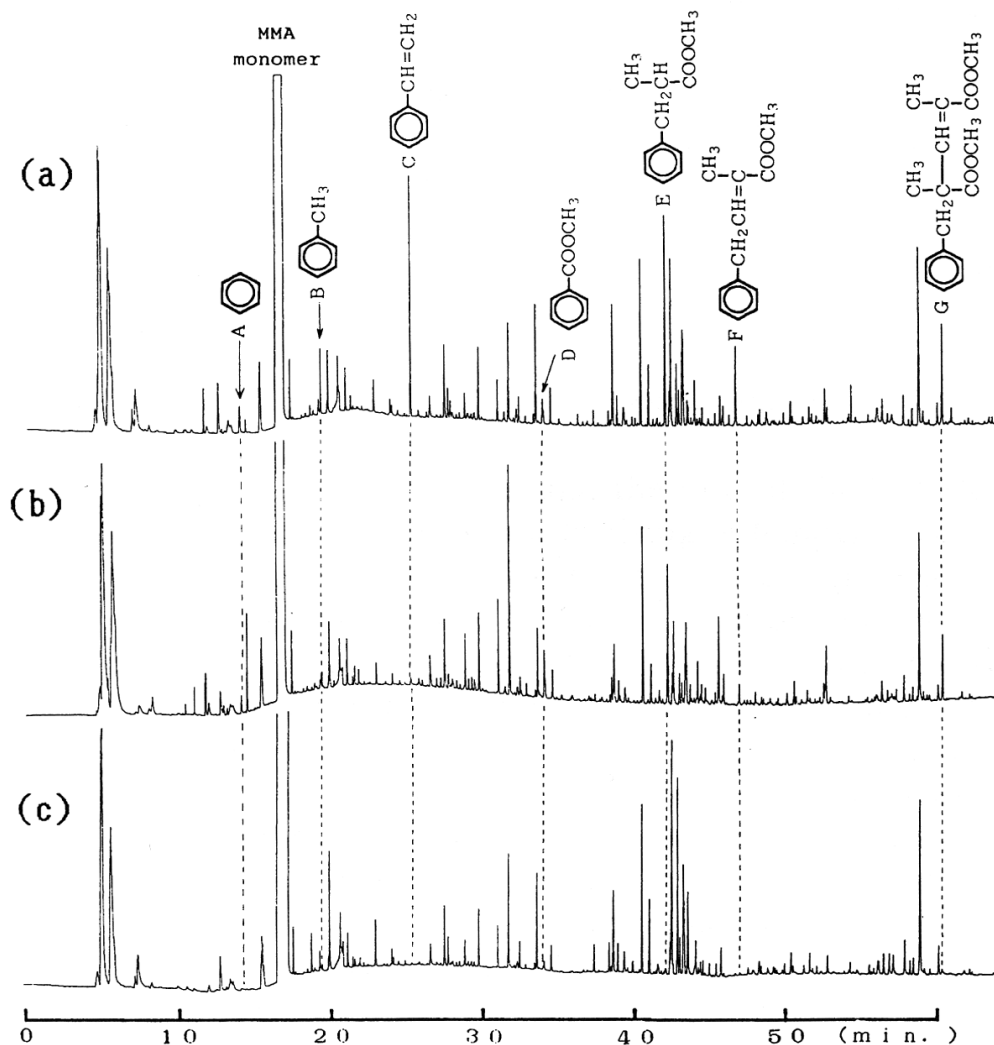 MMA
monomer
(a)
A
CH₃
B
CH=CH₂
C
COOCH₃
D
CH₃
CH₂CH
COOCH₃
E
CH₃
CH₂CH=C
COOCH₃
F
CH₃ CH₃
CH₂C—CH=C
COOCH₃ COOCH₃
G
(b)
(c)
0 10 20 30 40 50 (min.)